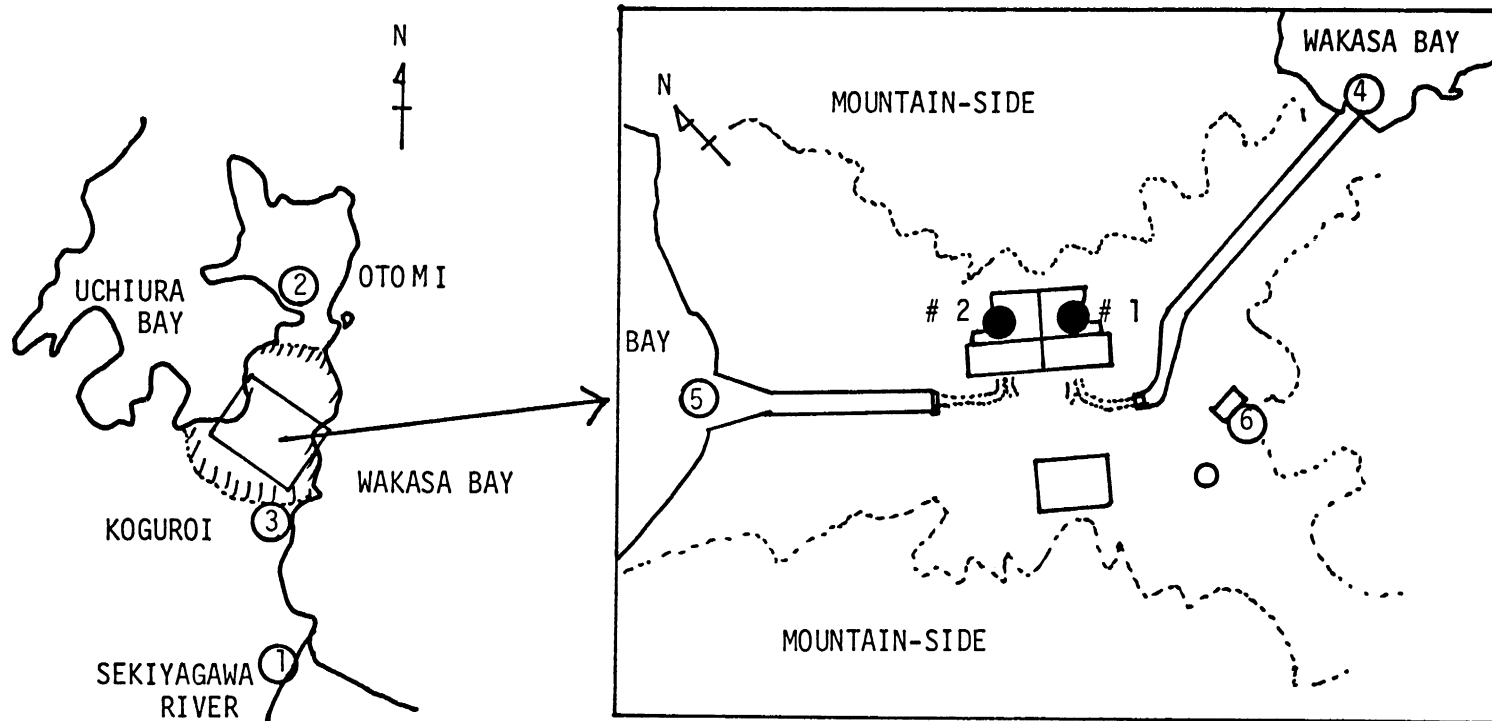 N
UCHIURA
BAY
2
OTOMI
WAKASA BAY
KOGUROI
3
SEKIYAGAWA
RIVER
1
WAKASA BAY
4
N
MOUNTAIN-SIDE
# 2
# 1
BAY
5
6
MOUNTAIN-SIDE